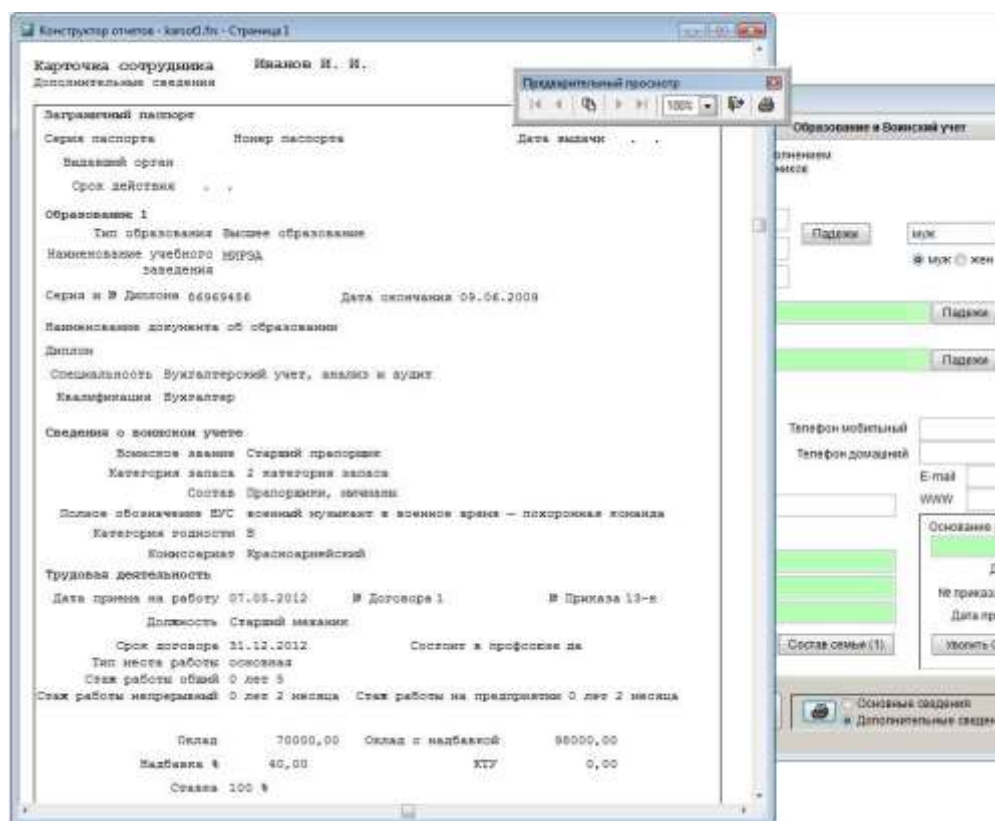 Конструктор отчетов - karsot1.frx - Страница 1
Карточка сотрудника Иванов И. И.
Дополнительные сведения
Предварительный просмотр
100%
Заграничный паспорт
Серия паспорта Номер паспорта Дата выдачи . .
Выдавший орган
Срок действия . .
Образование 1
Тип образования Высшее образование
Наименование учебного МИРЭА
заведения
Серия и № Диплома 86969486 Дата окончания 09.06.2009
Наименование документа об образовании
Диплом
Специальность Бухгалтерский учет, анализ и аудит
Квалификация Бухгалтер
Сведения о воинском учете
Воинское звание Старший прапорщик
Категория запаса 2 категория запаса
Состав Прапорщики, мичманы
Полное обозначение ВУС военный музыкант в военное время – похоронная команда
Категория годности В
Комиссариат Красноармейский
Трудовая деятельность
Дата приема на работу 07.05.2012 № Договора 1 № Приказа 13-к
Должность Старший механик
Срок договора 31.12.2012 Состоит в профсоюзе да
Тип места работы основная
Стаж работы общий 0 лет 5
Стаж работы непрерывный 0 лет 2 месяца Стаж работы на предприятии 0 лет 2 месяца
Оклад 70000,00 Оклад с надбавкой 98000,00
Надбавка % 40,00 КТУ 0,00
Ставка 100 %
Образование и Воинский учет
Падежи муж
муж жен
Падежи
Падежи
Телефон мобильный
Телефон домашний
E-mail
WWW
Основание
№ приказа
Дата пр
Состав семьи (1) Уволить
Основные сведения
Дополнительные сведен